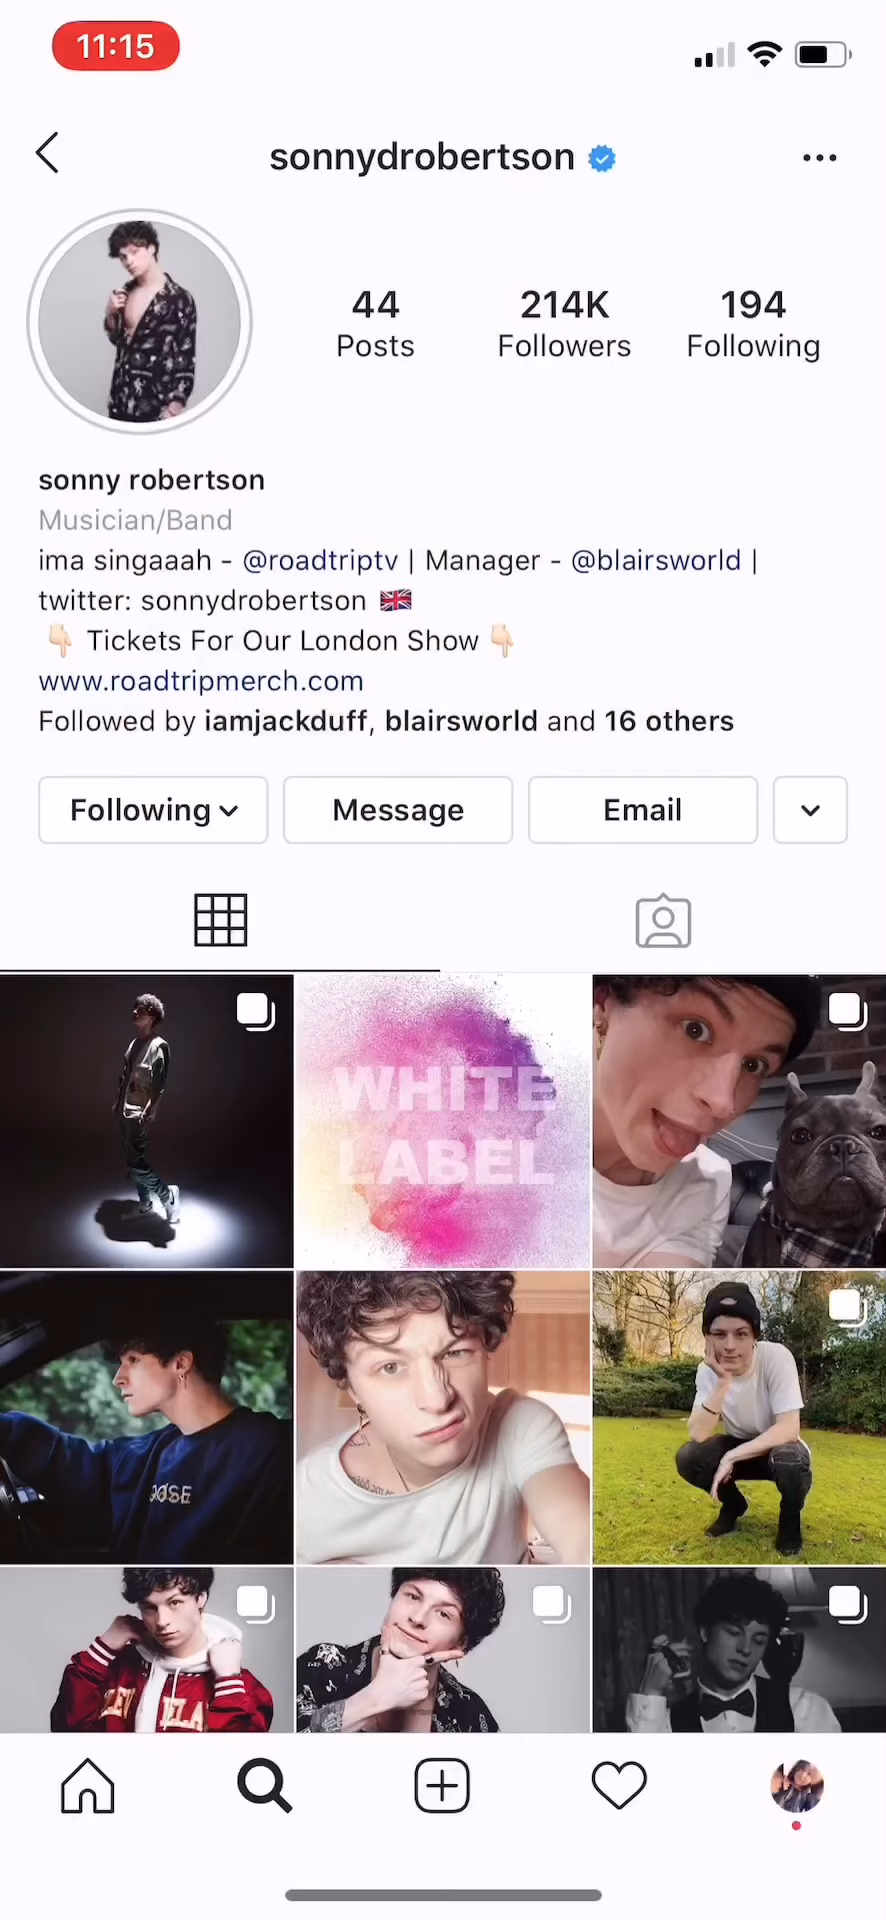 11:15
sonnydrobertson
44
Posts
214K
Followers
194
Following
sonny robertson
Musician/Band
ima singaaah - @roadtriptv | Manager - @blairsworld |
twitter: sonnydrobertson 🇬🇧
👇🏻 Tickets For Our London Show 👇🏻
www.roadtripmerch.com
Followed by iamjackduff, blairsworld and 16 others
Following
Message
Email
WHITE
LABEL